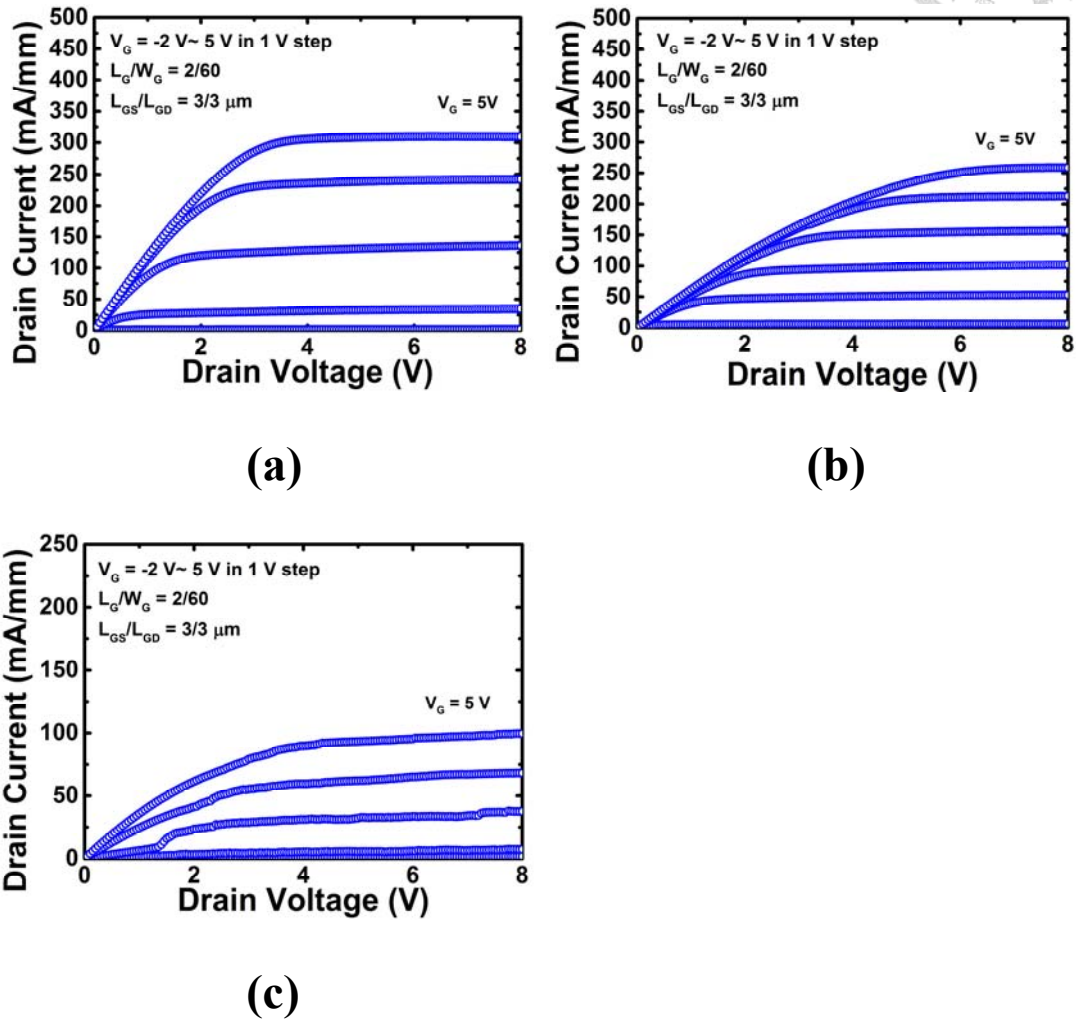 500
450
400
350
300
250
200
150
100
50
0
V_G = -2 V~ 5 V in 1 V step
L_G/W_G = 2/60
L_GS/L_GD = 3/3 μm
V_G = 5V
0 2 4 6 8
Drain Voltage (V)
Drain Current (mA/mm)
(a)
500
450
400
350
300
250
200
150
100
50
0
V_G = -2 V~ 5 V in 1 V step
L_G/W_G = 2/60
L_GS/L_GD = 3/3 μm
V_G = 5V
0 2 4 6 8
Drain Voltage (V)
Drain Current (mA/mm)
(b)
250
200
150
100
50
0
V_G = -2 V~ 5 V in 1 V step
L_G/W_G = 2/60
L_GS/L_GD = 3/3 μm
V_G = 5 V
0 2 4 6 8
Drain Voltage (V)
Drain Current (mA/mm)
(c)